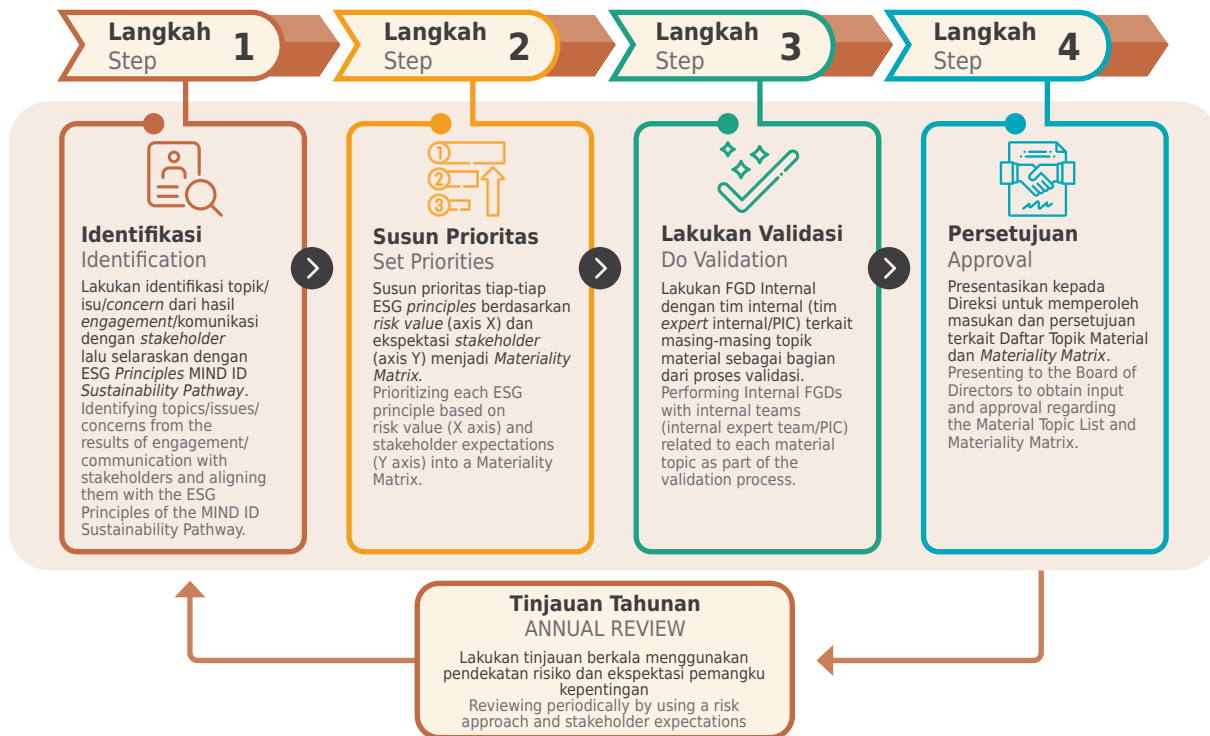 Langkah
Step
1
Langkah
Step
2
Langkah
Step
3
Langkah
Step
4
Identifikasi
Identification
Lakukan identifikasi topik/
isu/concern dari hasil
engagement/komunikasi
dengan stakeholder
lalu selaraskan dengan
ESG Principles MIND ID
Sustainability Pathway.
Identifying topics/issues/
concerns from the
results of engagement/
communication with
stakeholders and aligning
them with the ESG
Principles of the MIND ID
Sustainability Pathway.
1
2
3
Susun Prioritas
Set Priorities
Susun prioritas tiap-tiap
ESG principles berdasarkan
risk value (axis X) dan
ekspektasi stakeholder
(axis Y) menjadi Materiality
Matrix.
Prioritizing each ESG
principle based on
risk value (X axis) and
stakeholder expectations
(Y axis) into a Materiality
Matrix.
Lakukan Validasi
Do Validation
Lakukan FGD Internal
dengan tim internal (tim
expert internal/PIC) terkait
masing-masing topik
material sebagai bagian
dari proses validasi.
Performing Internal FGDs
with internal teams
(internal expert team/PIC)
related to each material
topic as part of the
validation process.
Persetujuan
Approval
Presentasikan kepada
Direksi untuk memperoleh
masukan dan persetujuan
terkait Daftar Topik Material
dan Materiality Matrix.
Presenting to the Board of
Directors to obtain input
and approval regarding
the Material Topic List and
Materiality Matrix.
Tinjauan Tahunan
ANNUAL REVIEW
Lakukan tinjauan berkala menggunakan
pendekatan risiko dan ekspektasi pemangku
kepentingan
Reviewing periodically by using a risk
approach and stakeholder expectations